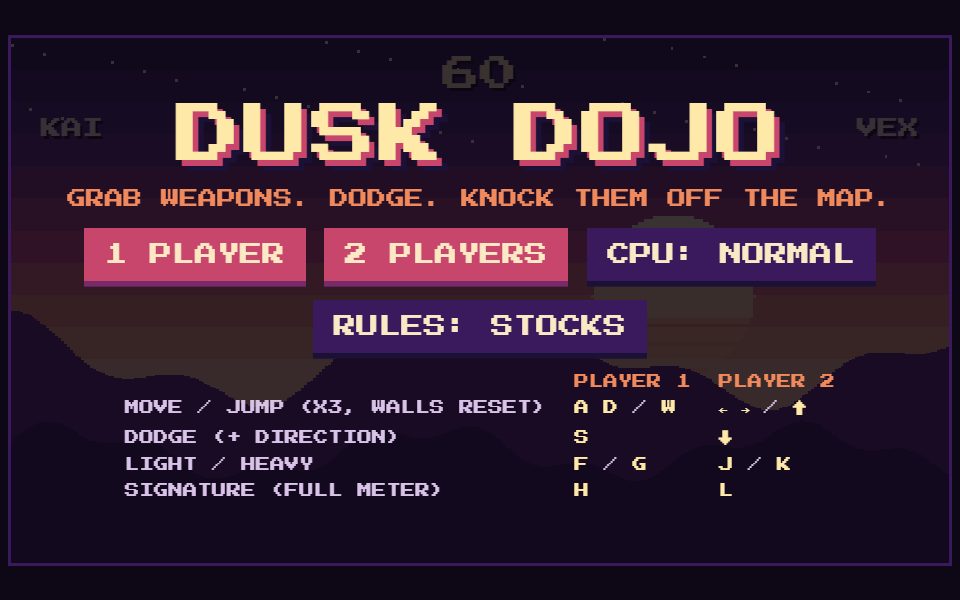 60
KAI VEX
DUSK DOJO
GRAB WEAPONS. DODGE. KNOCK THEM OFF THE MAP.
1 PLAYER 2 PLAYERS CPU: NORMAL
RULES: STOCKS
PLAYER 1 PLAYER 2
MOVE / JUMP (X3, WALLS RESET) A D / W ← → / ↑
DODGE (+ DIRECTION) S ↓
LIGHT / HEAVY F / G J / K
SIGNATURE (FULL METER) H L